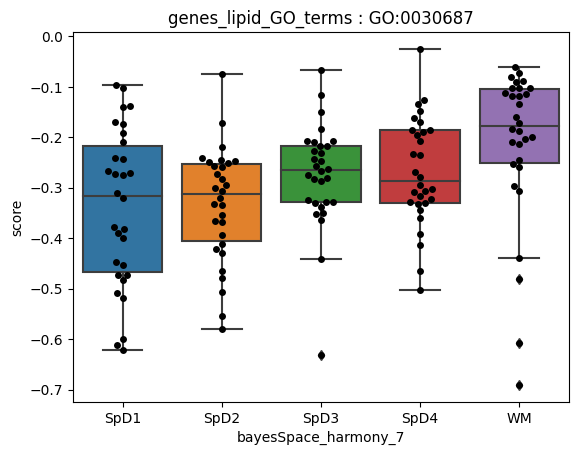 genes_lipid_GO_terms : GO:0030687
0.0
−0.1
−0.2
−0.3
−0.4
−0.5
−0.6
−0.7
score
SpD1 SpD2 SpD3 SpD4 WM
bayesSpace_harmony_7